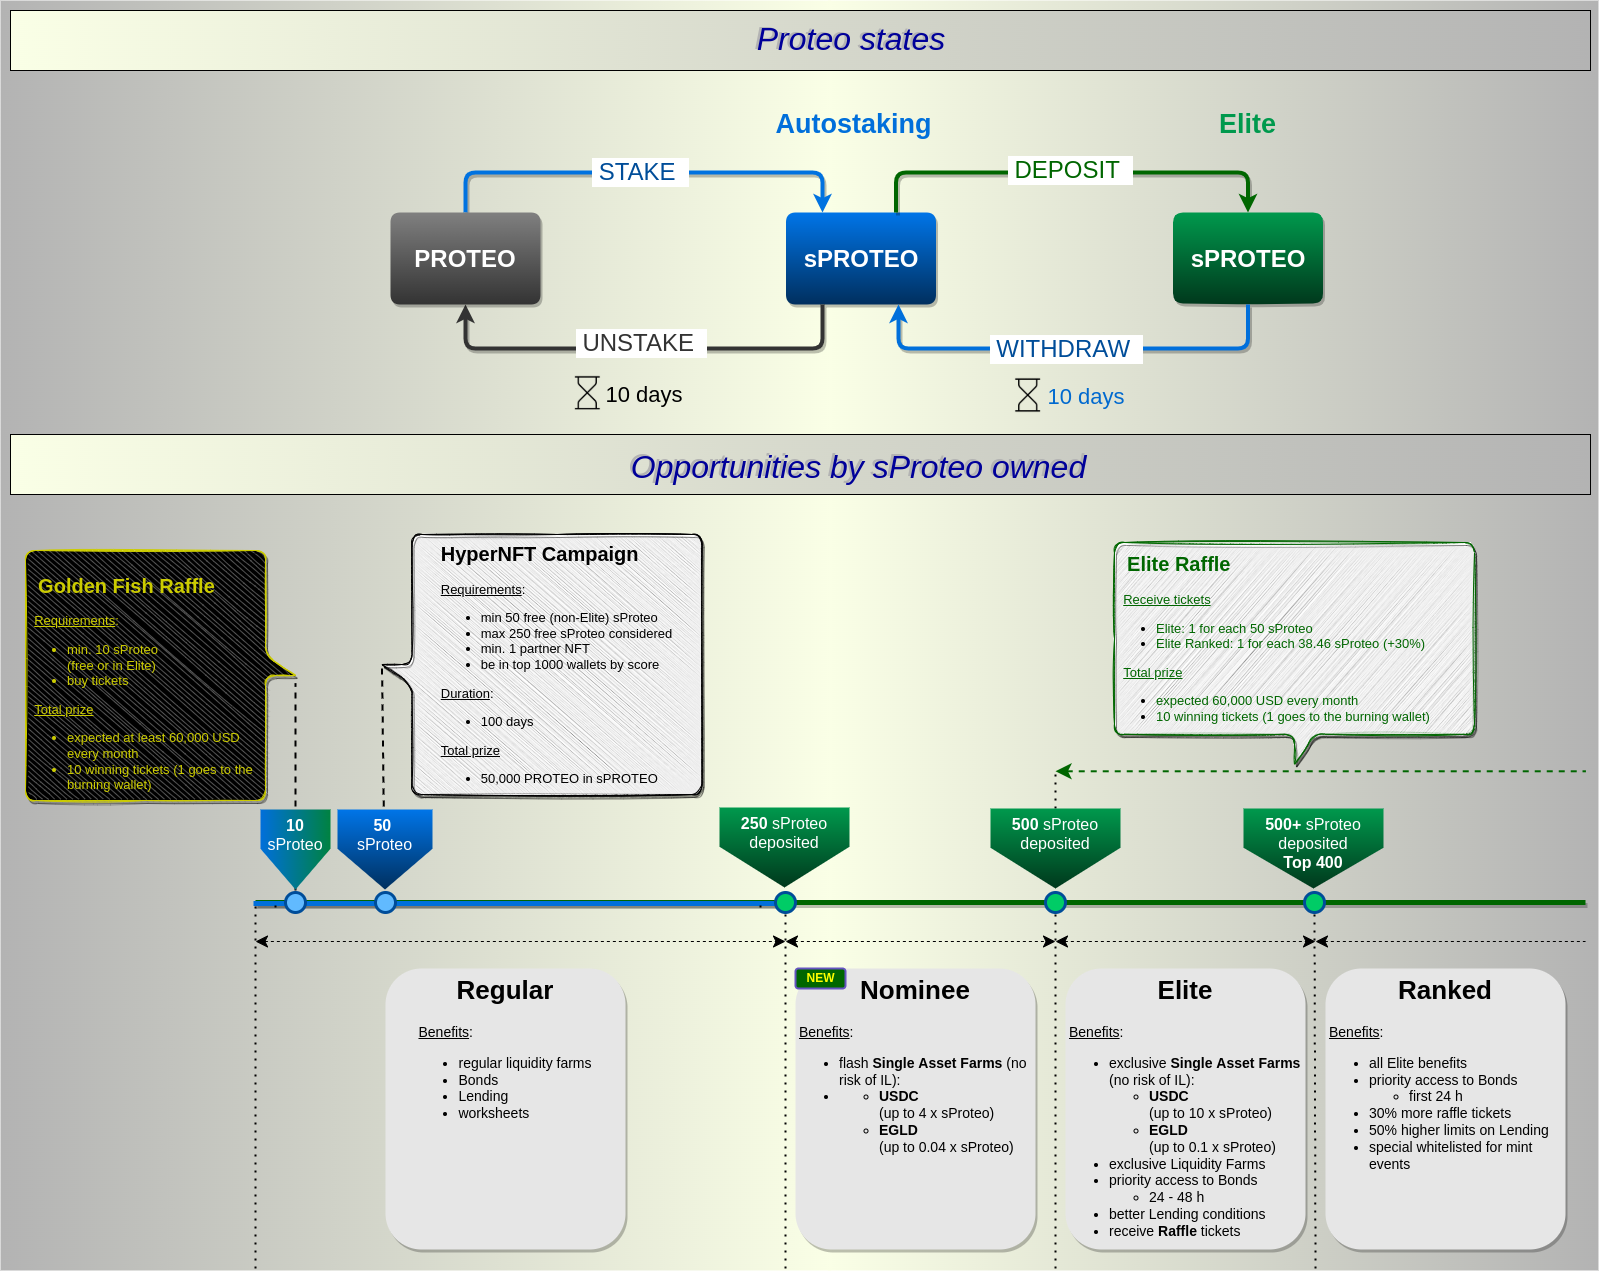 Proteo states
Autostaking
Elite
STAKE
DEPOSIT
PROTEO
sPROTEO
sPROTEO
UNSTAKE
WITHDRAW
10 days
10 days
Opportunities by sProteo owned
Golden Fish Raffle
Requirements:
min. 10 sProteo
(free or in Elite)
buy tickets
Total prize
expected at least 60,000 USD
every month
10 winning tickets (1 goes to the
burning wallet)
HyperNFT Campaign
Requirements:
min 50 free (non-Elite) sProteo
max 250 free sProteo considered
min. 1 partner NFT
be in top 1000 wallets by score
Duration:
100 days
Total prize
50,000 PROTEO in sPROTEO
Elite Raffle
Receive tickets
Elite: 1 for each 50 sProteo
Elite Ranked: 1 for each 38.46 sProteo (+30%)
Total prize
expected 60,000 USD every month
10 winning tickets (1 goes to the burning wallet)
10
sProteo
50
sProteo
250 sProteo
deposited
500 sProteo
deposited
500+ sProteo
deposited
Top 400
Regular
Benefits:
regular liquidity farms
Bonds
Lending
worksheets
NEW
Nominee
Benefits:
flash Single Asset Farms (no
risk of IL):
USDC
(up to 4 x sProteo)
EGLD
(up to 0.04 x sProteo)
Elite
Benefits:
exclusive Single Asset Farms
(no risk of IL):
USDC
(up to 10 x sProteo)
EGLD
(up to 0.1 x sProteo)
exclusive Liquidity Farms
priority access to Bonds
24 - 48 h
better Lending conditions
receive Raffle tickets
Ranked
Benefits:
all Elite benefits
priority access to Bonds
first 24 h
30% more raffle tickets
50% higher limits on Lending
special whitelisted for mint
events